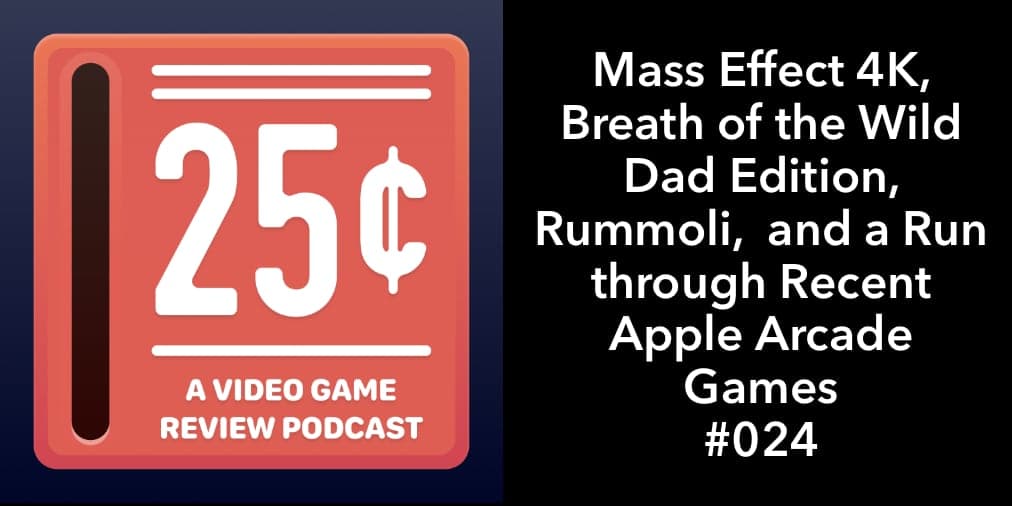 25¢
A VIDEO GAME
REVIEW PODCAST
Mass Effect 4K,
Breath of the Wild
Dad Edition,
Rummoli,  and a Run
through Recent
Apple Arcade
Games
#024